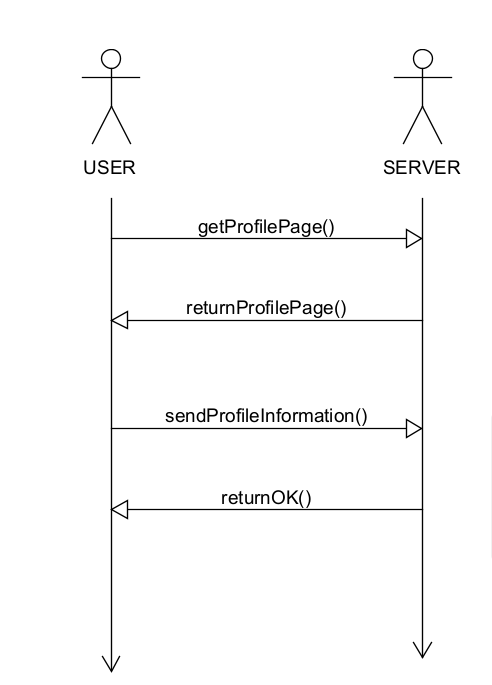 USER
SERVER
getProfilePage()
returnProfilePage()
sendProfileInformation()
returnOK()